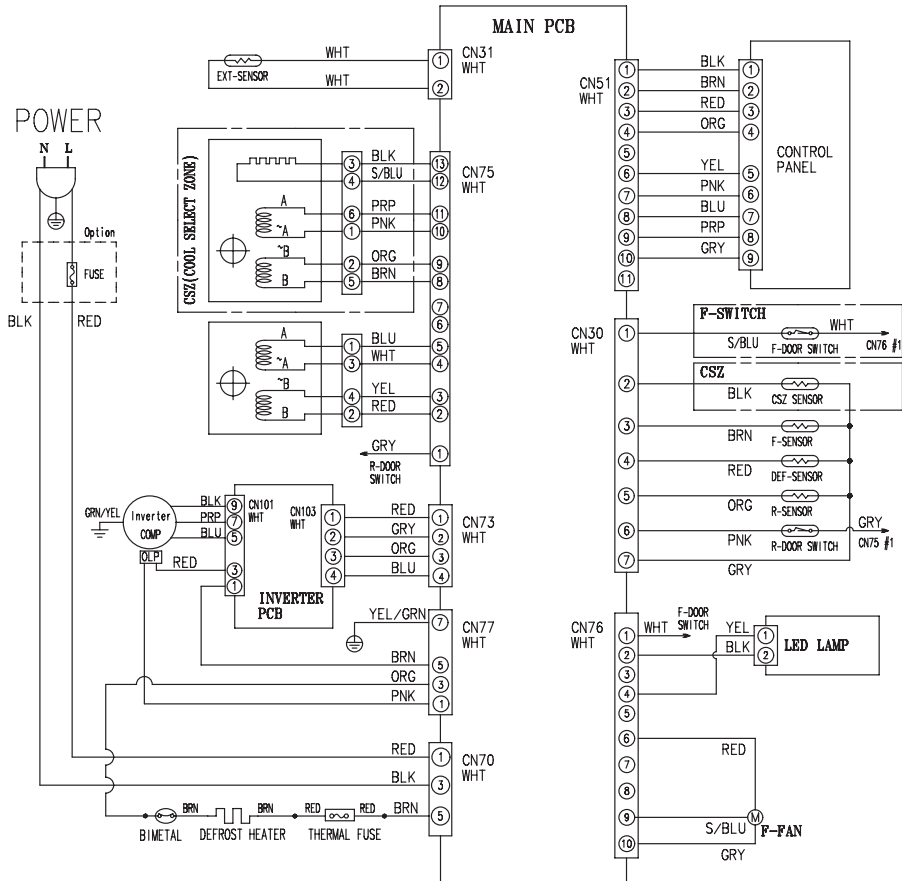 MAIN PCB
POWER
N L
Option
FUSE
BLK
RED
EXT-SENSOR
WHT
WHT
1
2
CN31
WHT
CSZ(COOL SELECT ZONE)
A
~A
~B
B
3 BLK 13
4 S/BLU 12
6 PRP 11
1 PNK 10
2 ORG 9
5 BRN 8
7
6
CN75
WHT
A
~A
~B
B
1 BLU 5
3 WHT 4
4 YEL 3
2 RED 2
GRY 1
R-DOOR
SWITCH
GRN/YEL
Inverter
COMP
OLP
BLK 9
PRP 7
BLU 5
RED 3
1
CN101
WHT
CN103
WHT
INVERTER
PCB
1 RED 1
2 GRY 2
3 ORG 3
4 BLU 4
CN73
WHT
YEL/GRN 7
BRN 5
ORG 3
PNK 1
CN77
WHT
RED 1
BLK 3
BRN 5
CN70
WHT
BRN
BRN
RED
RED
BIMETAL
DEFROST HEATER
THERMAL FUSE
CN51
WHT
1 BLK 1
2 BRN 2
3 RED 3
4 ORG 4
5
6 YEL 5
7 PNK 6
8 BLU 7
9 PRP 8
10 GRY 9
11
CONTROL
PANEL
CN30
WHT
F-SWITCH
1 S/BLU
F-DOOR SWITCH
WHT
CN76 #1
CSZ
2 BLK
CSZ SENSOR
3 BRN
F-SENSOR
4 RED
DEF-SENSOR
5 ORG
R-SENSOR
6 PNK
R-DOOR SWITCH
GRY
CN75 #1
7 GRY
CN76
WHT
1 WHT
F-DOOR
SWITCH
2
3
4
5
6
7
8
9
10
YEL 1
BLK 2
LED LAMP
RED
M
S/BLU
F-FAN
GRY